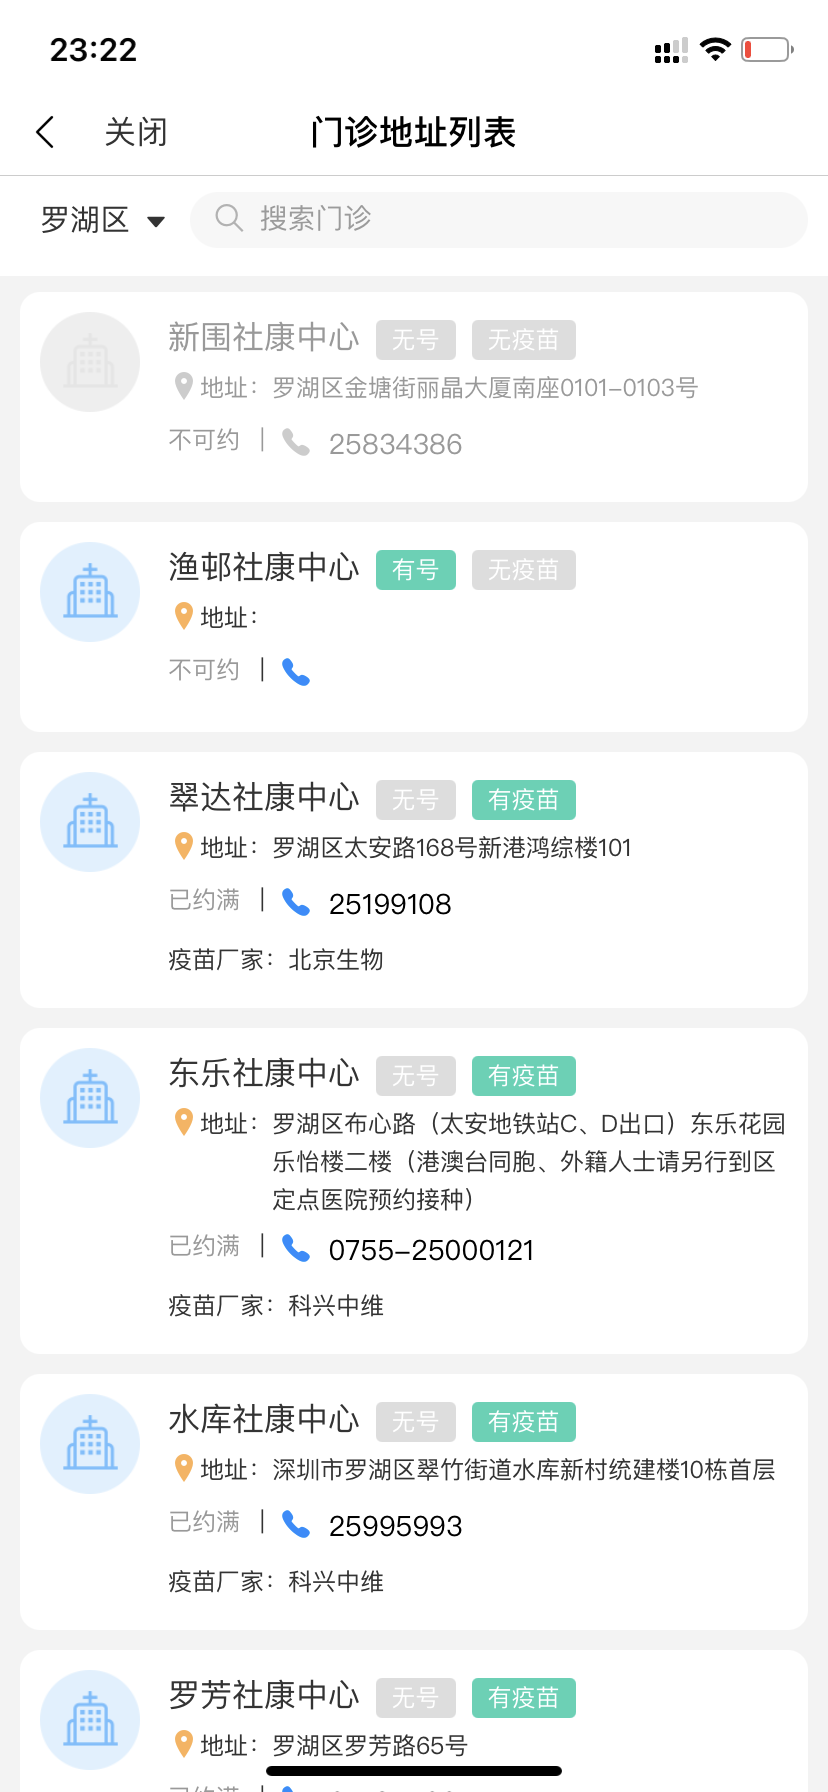 23:22
关闭
门诊地址列表
罗湖区
搜索门诊
新围社康中心 无号 无疫苗
地址：罗湖区金塘街丽晶大厦南座0101-0103号
不可约 | 25834386
渔邨社康中心 有号 无疫苗
地址：
不可约 |
翠达社康中心 无号 有疫苗
地址：罗湖区太安路168号新港鸿综楼101
已约满 | 25199108
疫苗厂家：北京生物
东乐社康中心 无号 有疫苗
地址：罗湖区布心路（太安地铁站C、D出口）东乐花园
乐怡楼二楼（港澳台同胞、外籍人士请另行到区
定点医院预约接种）
已约满 | 0755-25000121
疫苗厂家：科兴中维
水库社康中心 无号 有疫苗
地址：深圳市罗湖区翠竹街道水库新村统建楼10栋首层
已约满 | 25995993
疫苗厂家：科兴中维
罗芳社康中心 无号 有疫苗
地址：罗湖区罗芳路65号